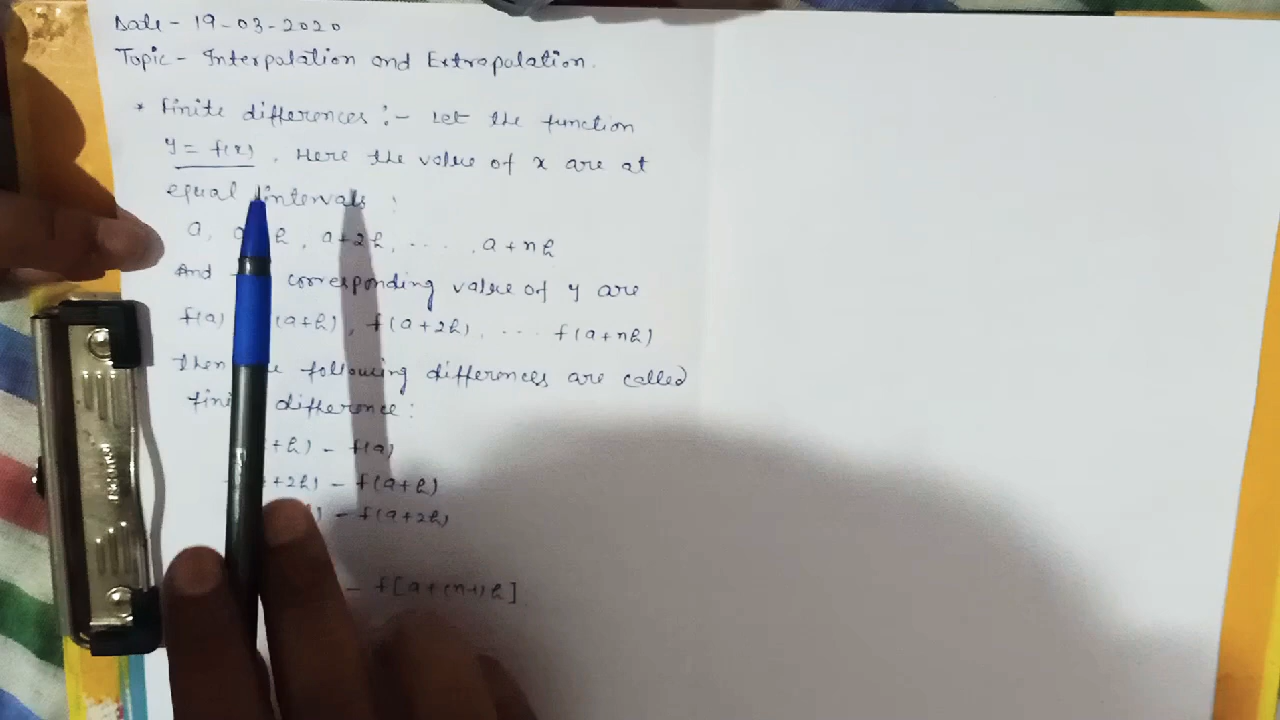 Date - 19-03-2020
Topic - Interpolation and Extrapolation.
* Finite differences :- Let the function
y = f(x) . Here the value of x are at
equal intervals :
a, a h , a+2h, .... , a+nh
And corresponding value of y are
f(a) (a+h) , f(a+2h), ... f(a+nh)
then following differences are called
difference :
+h) - f(a)
+2h) - f(a+h)
) - f(a+2h)
- f[a+(n-1)h]